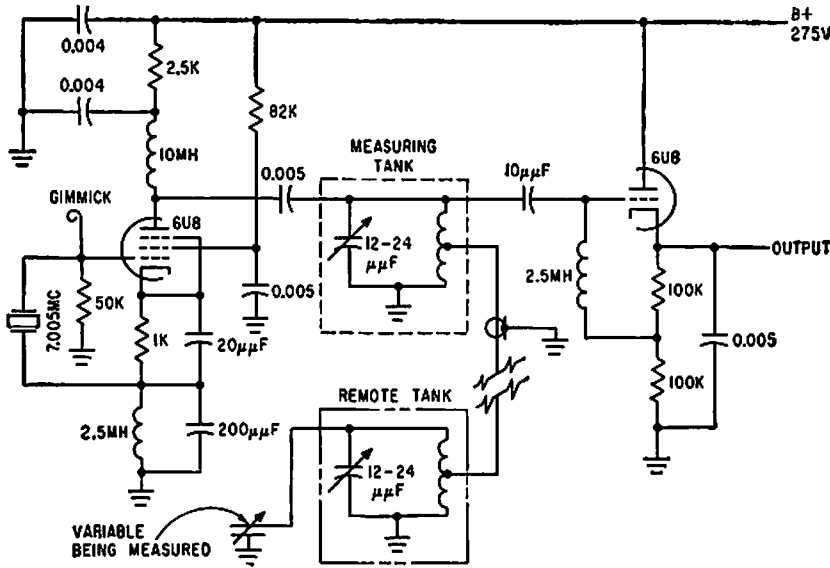 B+
275V
0.004
2.5K
0.004
82K
10MH
MEASURING
TANK
0.005
10μμF
6U8
GIMMICK
6U8
12-24
μμF
OUTPUT
2.5MH
100K
7.005MC
50K
0.005
1K
20μμF
0.005
100K
REMOTE TANK
2.5MH
200μμF
12-24
μμF
VARIABLE
BEING MEASURED